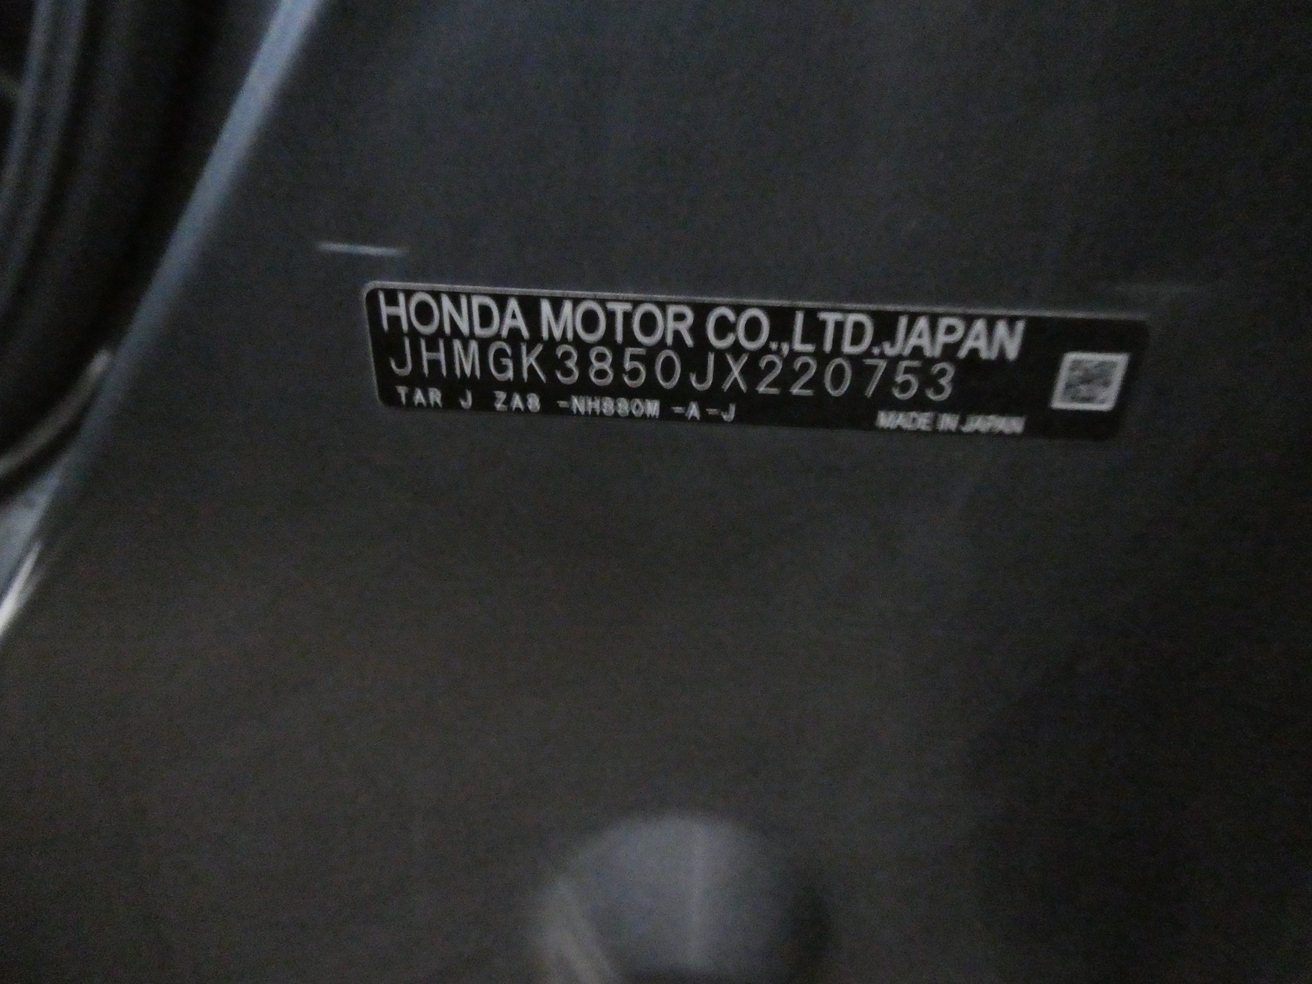 HONDA MOTOR CO.,LTD.JAPAN
JHMGK3850JX220753
TAR J ZA8 -NH880M -A-J
MADE IN JAPAN